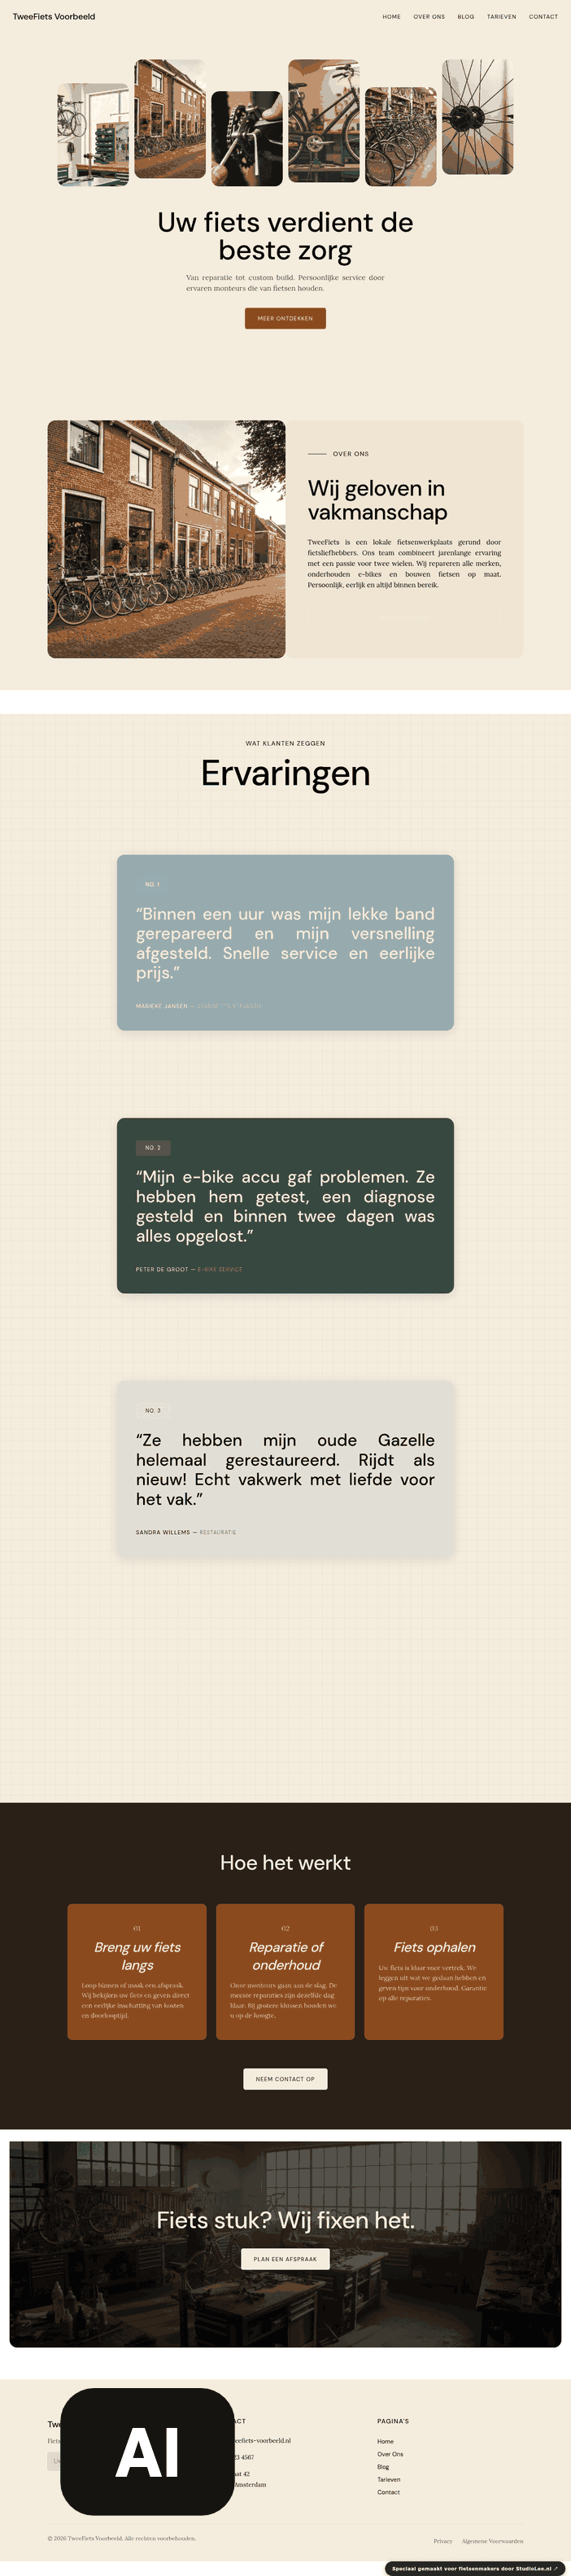 TweeFiets Voorbeeld
HOME OVER ONS BLOG TARIEVEN CONTACT
Uw fiets verdient de
beste zorg
Van reparatie tot custom build. Persoonlijke service door
ervaren monteurs die van fietsen houden.
MEER ONTDEKKEN
OVER ONS
Wij geloven in
vakmanschap
TweeFiets is een lokale fietsenwerkplaats gerund door
fietsliefhebbers. Ons team combineert jarenlange ervaring
met een passie voor twee wielen. Wij repareren alle merken,
onderhouden e-bikes en bouwen fietsen op maat.
Persoonlijk, eerlijk en altijd binnen bereik.
WAT KLANTEN ZEGGEN
Ervaringen
NO. 1
“Binnen een uur was mijn lekke band
gerepareerd en mijn versnelling
afgesteld. Snelle service en eerlijke
prijs.”
MARIEKE JANSEN —
NO. 2
“Mijn e-bike accu gaf problemen. Ze
hebben hem getest, een diagnose
gesteld en binnen twee dagen was
alles opgelost.”
PETER DE GROOT — E-BIKE SERVICE
NO. 3
“Ze hebben mijn oude Gazelle
helemaal gerestaureerd. Rijdt als
nieuw! Echt vakwerk met liefde voor
het vak.”
SANDRA WILLEMS — RESTAURATIE
Hoe het werkt
01
Breng uw fiets
langs
Loop binnen of maak een afspraak.
Wij bekijken uw fiets en geven direct
een eerlijke inschatting van kosten
en doorlooptijd.
02
Reparatie of
onderhoud
Onze monteurs gaan aan de slag. De
meeste reparaties zijn dezelfde dag
klaar. Bij grotere klussen houden we
u op de hoogte.
03
Fiets ophalen
Uw fiets is klaar voor vertrek. We
leggen uit wat we gedaan hebben en
geven tips voor onderhoud. Garantie
op alle reparaties.
NEEM CONTACT OP
Fiets stuk? Wij fixen het.
PLAN EEN AFSPRAAK
AI
PAGINA'S
Home
Over Ons
Blog
Tarieven
Contact
4567
42
Amsterdam
© 2026 TweeFiets Voorbeeld. Alle rechten voorbehouden.
Privacy Algemene Voorwaarden
Speciaal gemaakt voor fietsenmakers door StudioLee.nl ↗